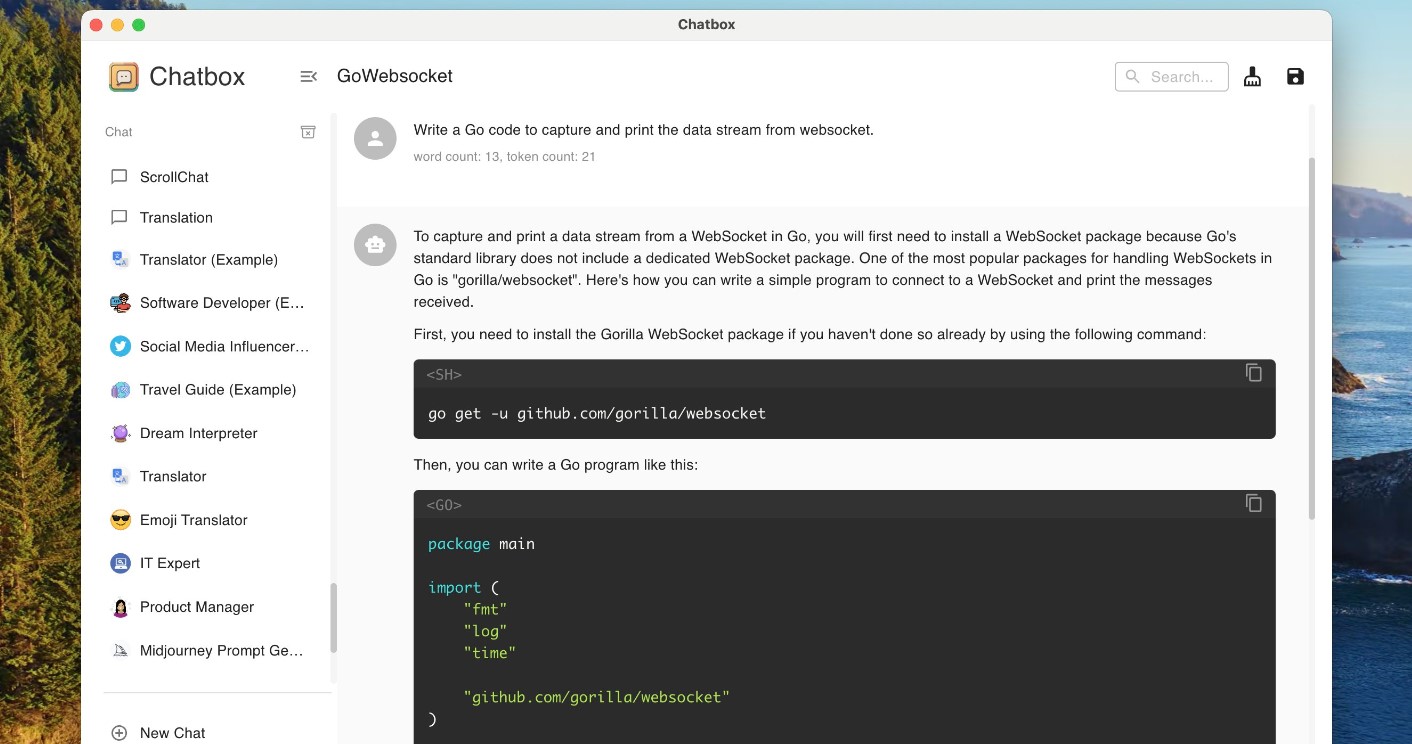 Chatbox
Chatbox
GoWebsocket
Search...
Chat
ScrollChat
Translation
Translator (Example)
Software Developer (E...
Social Media Influencer...
Travel Guide (Example)
Dream Interpreter
Translator
Emoji Translator
IT Expert
Product Manager
Midjourney Prompt Ge...
New Chat
Write a Go code to capture and print the data stream from websocket.
word count: 13, token count: 21
To capture and print a data stream from a WebSocket in Go, you will first need to install a WebSocket package because Go's
standard library does not include a dedicated WebSocket package. One of the most popular packages for handling WebSockets in
Go is "gorilla/websocket". Here's how you can write a simple program to connect to a WebSocket and print the messages
received.
First, you need to install the Gorilla WebSocket package if you haven't done so already by using the following command:
<SH>
go get -u github.com/gorilla/websocket
Then, you can write a Go program like this:
<GO>
package main
import (
"fmt"
"log"
"time"
"github.com/gorilla/websocket"
)